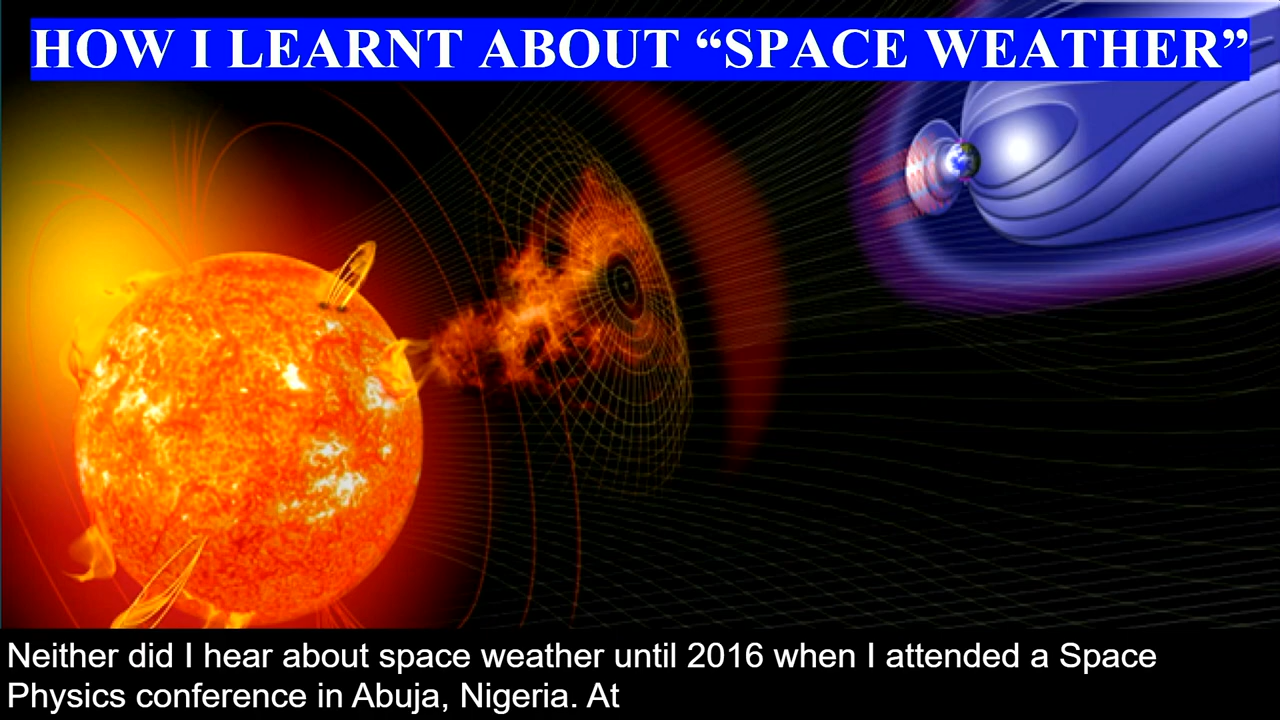 HOW I LEARNT ABOUT “SPACE WEATHER”
Neither did I hear about space weather until 2016 when I attended a Space
Physics conference in Abuja, Nigeria. At